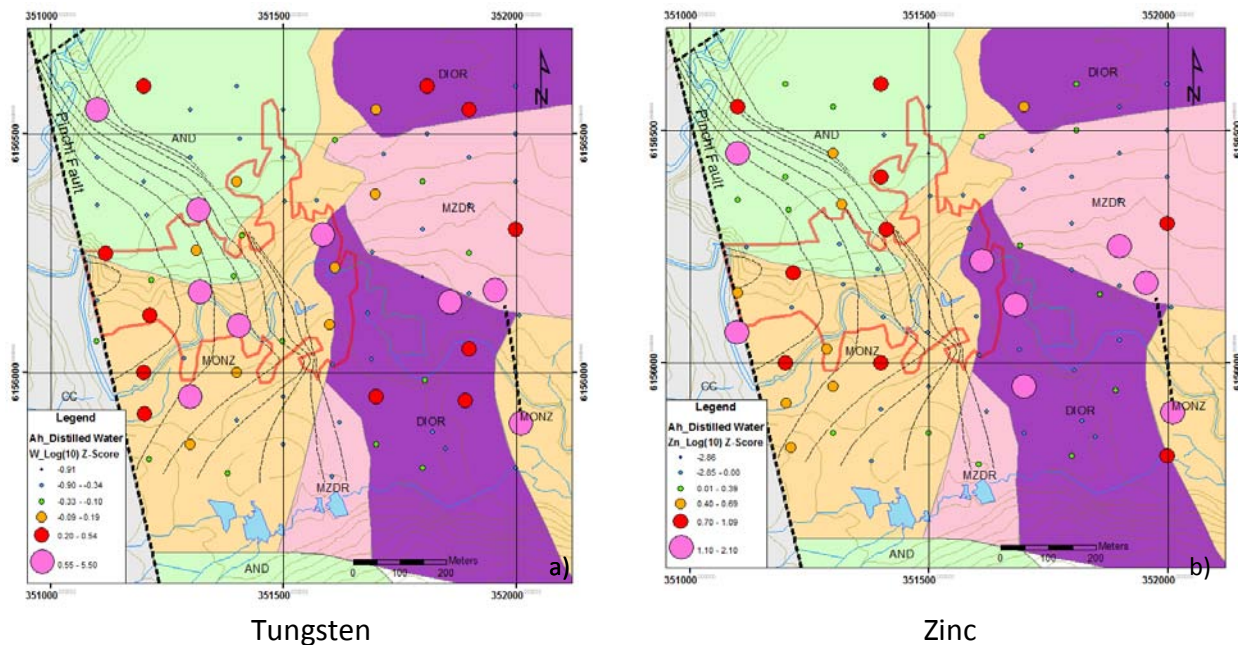 351000
351500
352000
6156500
6156000
DIOR
N
Pinchi Fault
AND
MZDR
MONZ
CC
DIOR
MONZ
MZDR
AND
Legend
Ah_Distilled Water
W_Log(10) Z-Score
-0.91
-0.90 - -0.34
-0.33 - -0.10
-0.09 - 0.19
0.20 - 0.54
0.55 - 5.50
Meters
0 100 200
a)
351000
351500
352000
Tungsten
351000
351500
352000
6156500
6156000
DIOR
N
Pinchi Fault
AND
MZDR
MONZ
CC
DIOR
MONZ
MZDR
AND
Legend
Ah_Distilled Water
Zn_Log(10) Z-Score
-2.86
-2.85 - 0.00
0.01 - 0.39
0.40 - 0.69
0.70 - 1.09
1.10 - 2.10
Meters
0 100 200
b)
351000
351500
352000
Zinc